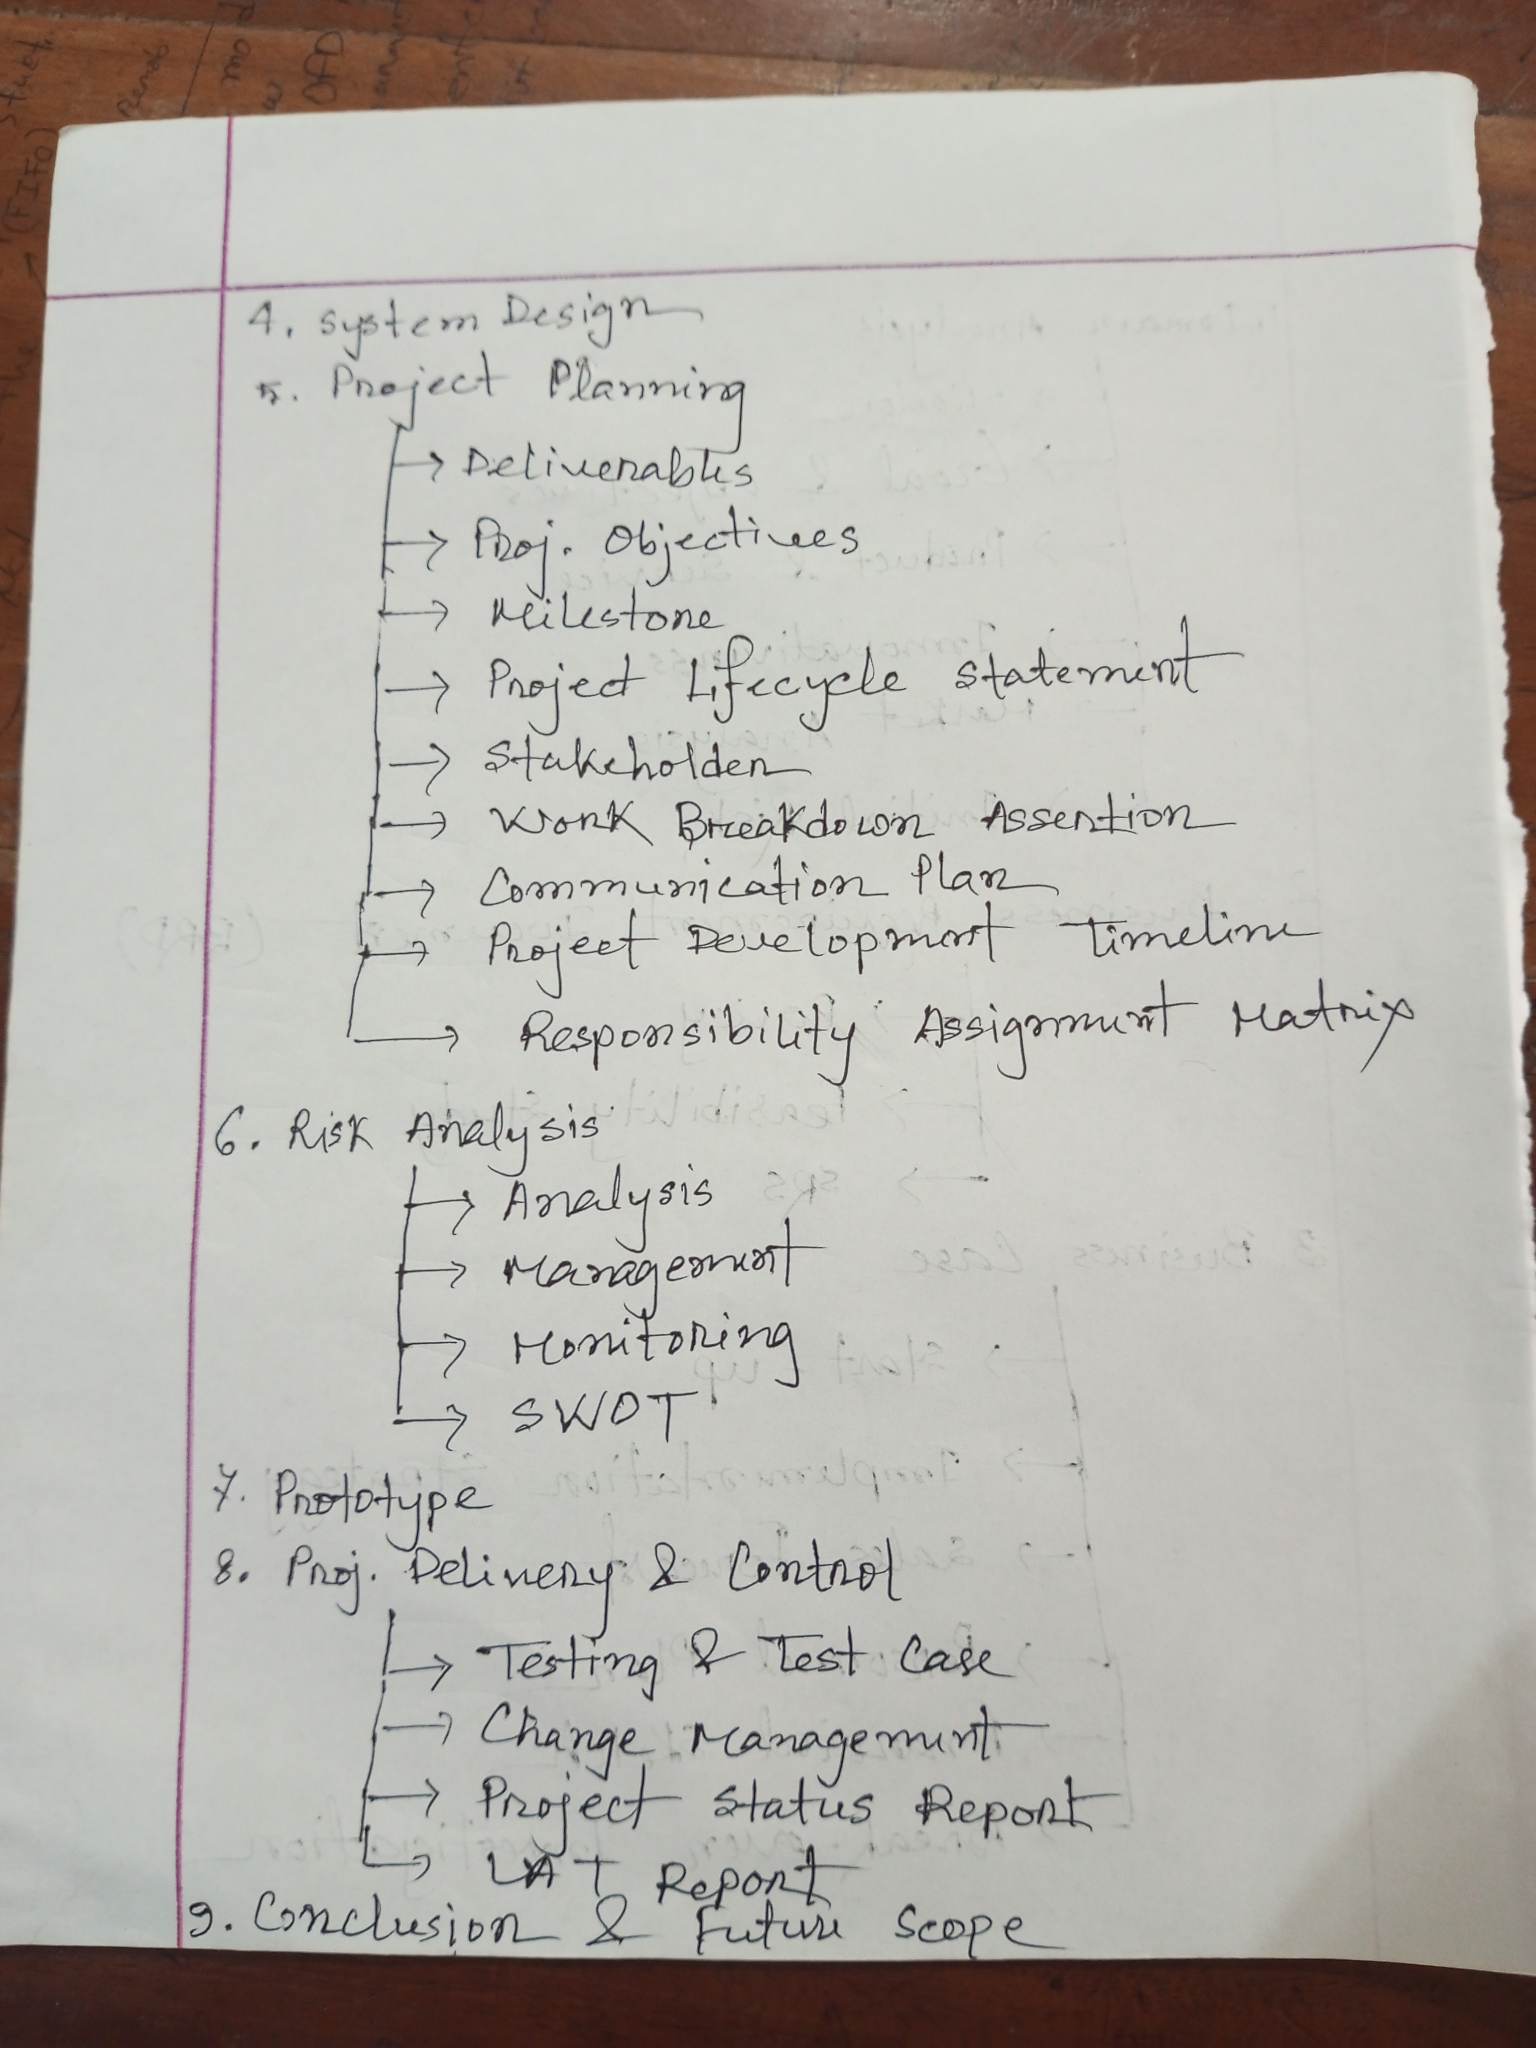 4. System Design
5. Project Planning
→ Deliverables
→ Proj. Objectives
→ Milestone
→ Project Lifecycle Statement
→ Stakeholder
→ Work Breakdown Assertion
→ Communication Plan
→ Project Development Timeline
→ Responsibility Assignment Matrix
6. Risk Analysis
→ Analysis
→ Management
→ Monitoring
→ SWOT
7. Prototype
8. Proj. Delivery & Control
→ Testing & Test Case
→ Change Management
→ Project Status Report
→ Report
9. Conclusion & Future Scope